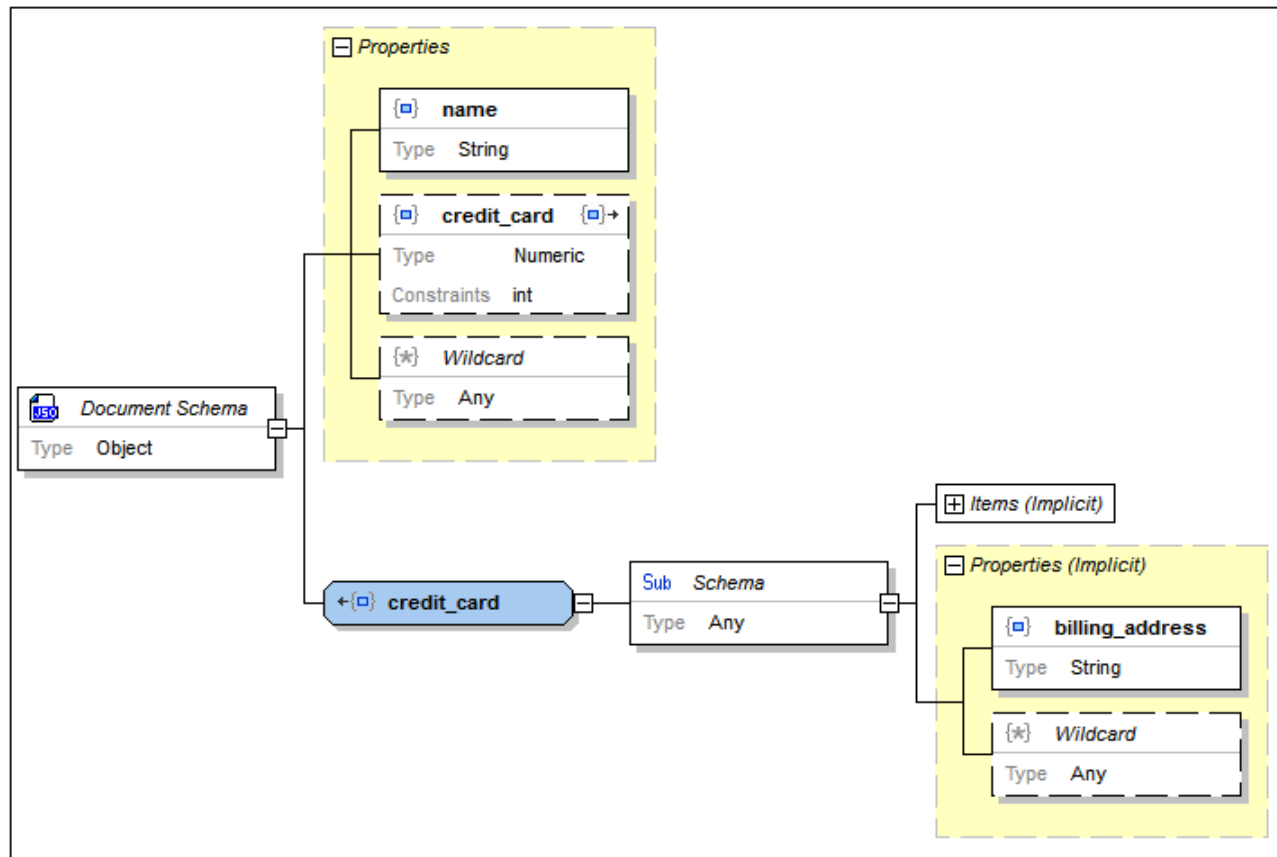 Properties
name
Type String
credit_card
Type Numeric
Constraints int
Wildcard
Type Any
JSO Document Schema
Type Object
Items (Implicit)
Properties (Implicit)
credit_card
Sub Schema
Type Any
billing_address
Type String
Wildcard
Type Any